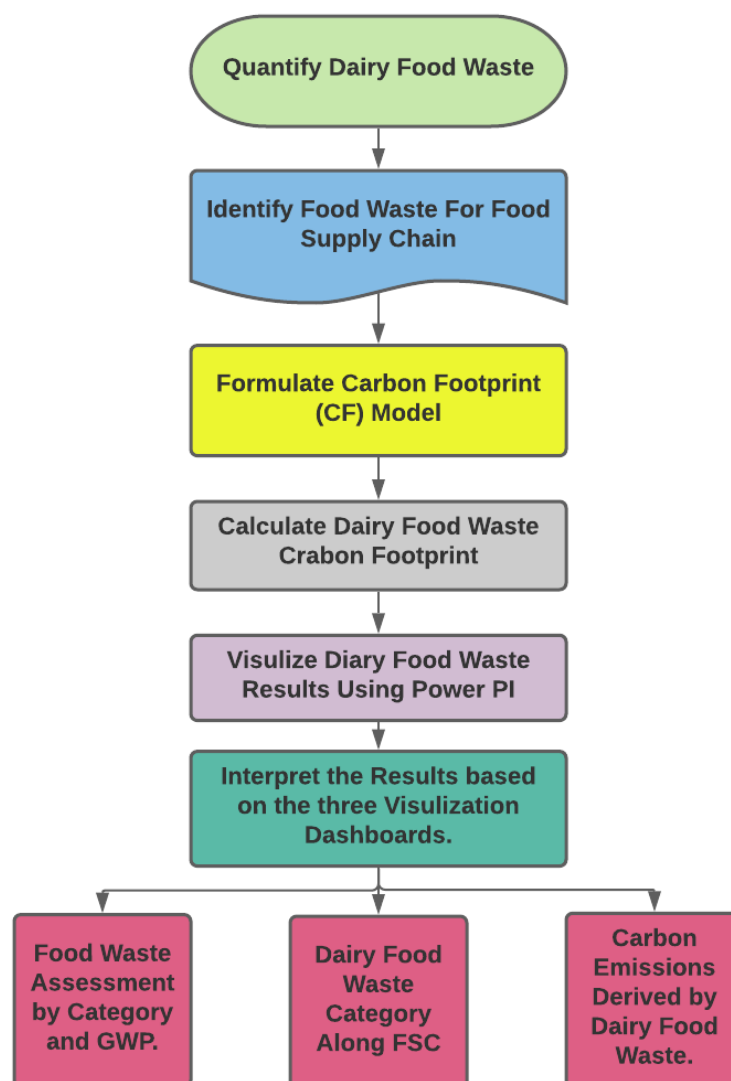 Quantify Dairy Food Waste
Identify Food Waste For Food
Supply Chain
Formulate Carbon Footprint
(CF) Model
Calculate Dairy Food Waste
Crabon Footprint
Visulize Diary Food Waste
Results Using Power PI
Interpret the Results based
on the three Visulization
Dashboards.
Food Waste
Assessment
by Category
and GWP.
Dairy Food
Waste
Category
Along FSC
Carbon
Emissions
Derived by
Dairy Food
Waste.